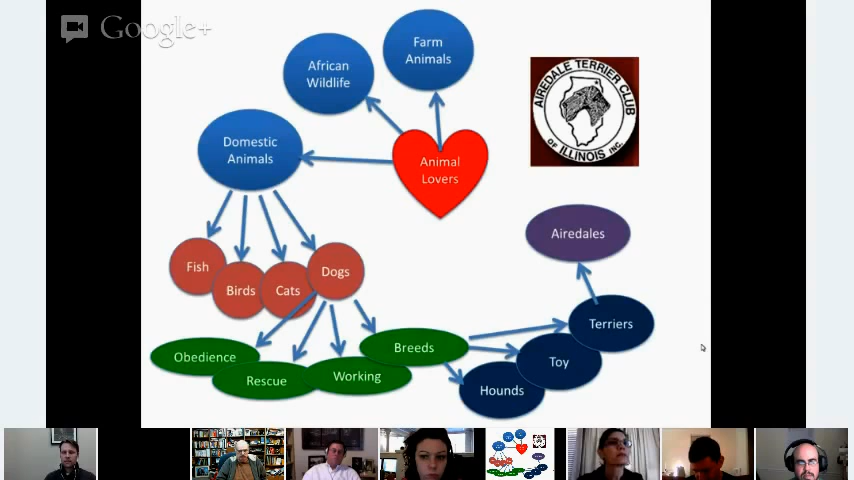 Google+
Farm
Animals
African
Wildlife
AIREDALE TERRIER CLUB
OF ILLINOIS INC.
Domestic
Animals
Animal
Lovers
Airedales
Fish
Birds
Cats
Dogs
Terriers
Breeds
Obedience
Toy
Working
Rescue
Hounds